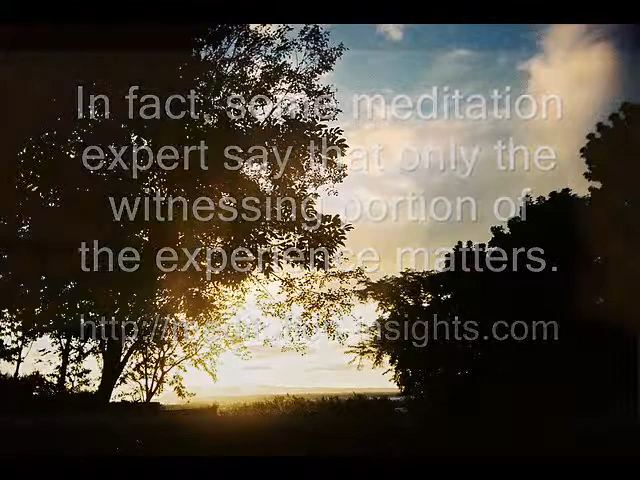 In fact, some meditation
expert say that only the
witnessing portion of
the experience matters.